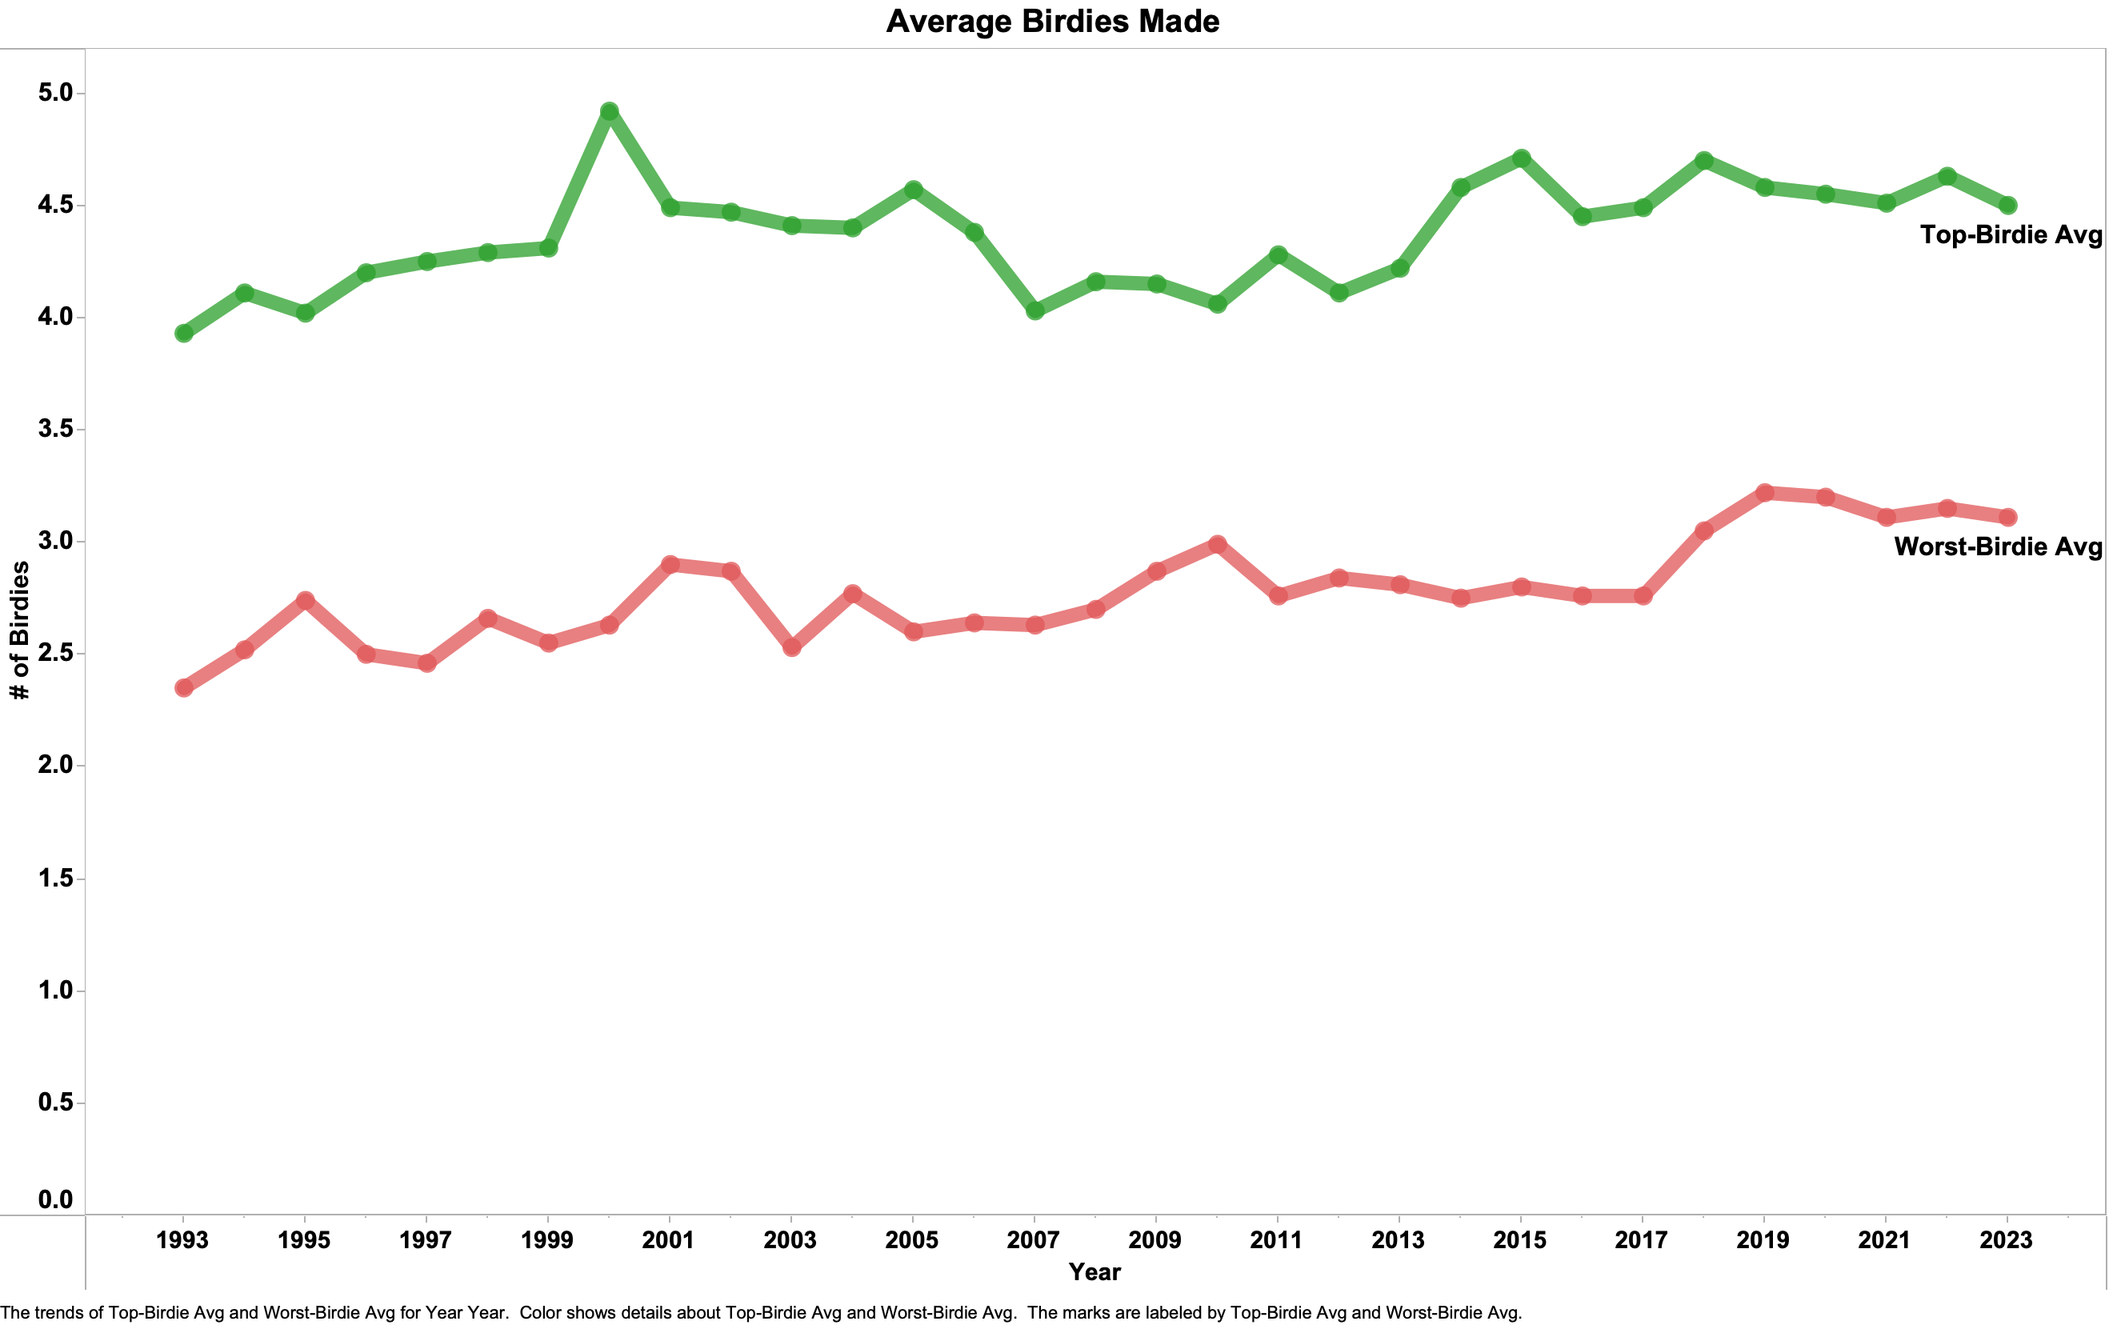 Average Birdies Made
5.0
4.5
Top-Birdie Avg
4.0
3.5
3.0
Worst-Birdie Avg
# of Birdies
2.5
2.0
1.5
1.0
0.5
0.0
1993 1995 1997 1999 2001 2003 2005 2007 2009 2011 2013 2015 2017 2019 2021 2023
Year
The trends of Top-Birdie Avg and Worst-Birdie Avg for Year Year.  Color shows details about Top-Birdie Avg and Worst-Birdie Avg.  The marks are labeled by Top-Birdie Avg and Worst-Birdie Avg.